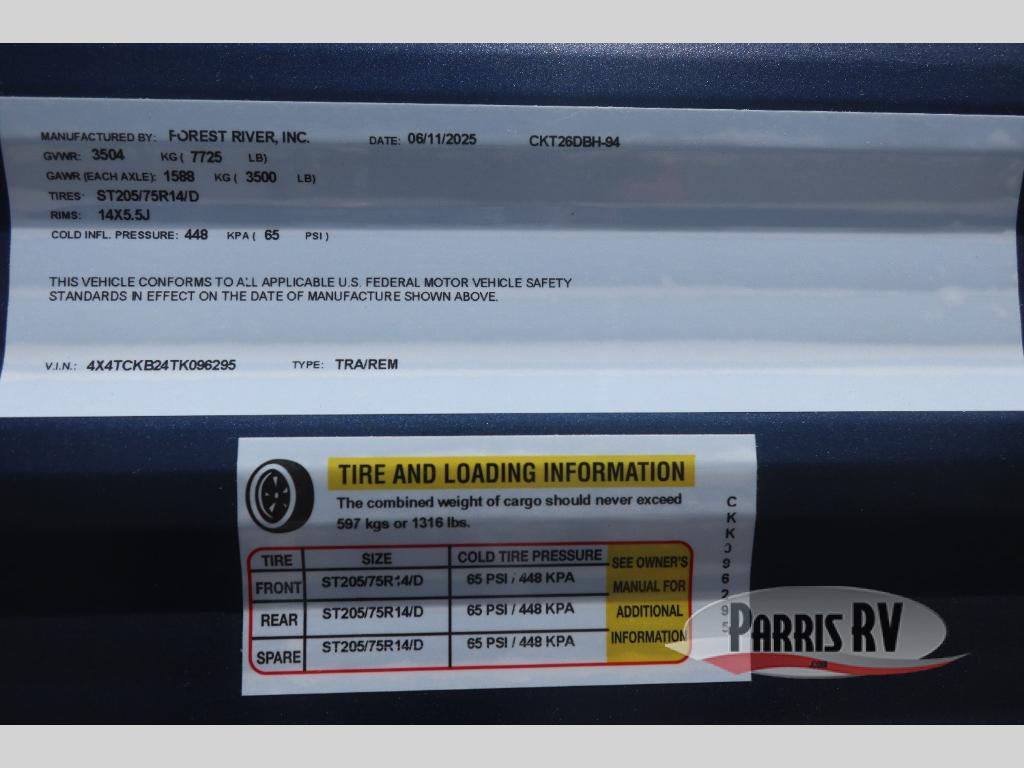 MANUFACTURED BY: FOREST RIVER, INC. DATE: 06/11/2025 CKT26DBH-94
GVWR: 3504 KG ( 7725 LB)
GAWR (EACH AXLE): 1588 KG ( 3500 LB)
TIRES: ST205/75R14/D
RIMS: 14X5.5J
COLD INFL. PRESSURE: 448 KPA ( 65 PSI )
THIS VEHICLE CONFORMS TO ALL APPLICABLE U.S. FEDERAL MOTOR VEHICLE SAFETY
STANDARDS IN EFFECT ON THE DATE OF MANUFACTURE SHOWN ABOVE.
V.I.N.: 4X4TCKB24TK096295 TYPE: TRA/REM
TIRE AND LOADING INFORMATION
The combined weight of cargo should never exceed
597 kgs or 1316 lbs.
TIRE SIZE COLD TIRE PRESSURE
FRONT ST205/75R14/D 65 PSI / 448 KPA
REAR ST205/75R14/D 65 PSI / 448 KPA
SPARE ST205/75R14/D 65 PSI / 448 KPA
SEE OWNER'S
MANUAL FOR
ADDITIONAL
INFORMATION
CKK096295
PARRIS RV
.com